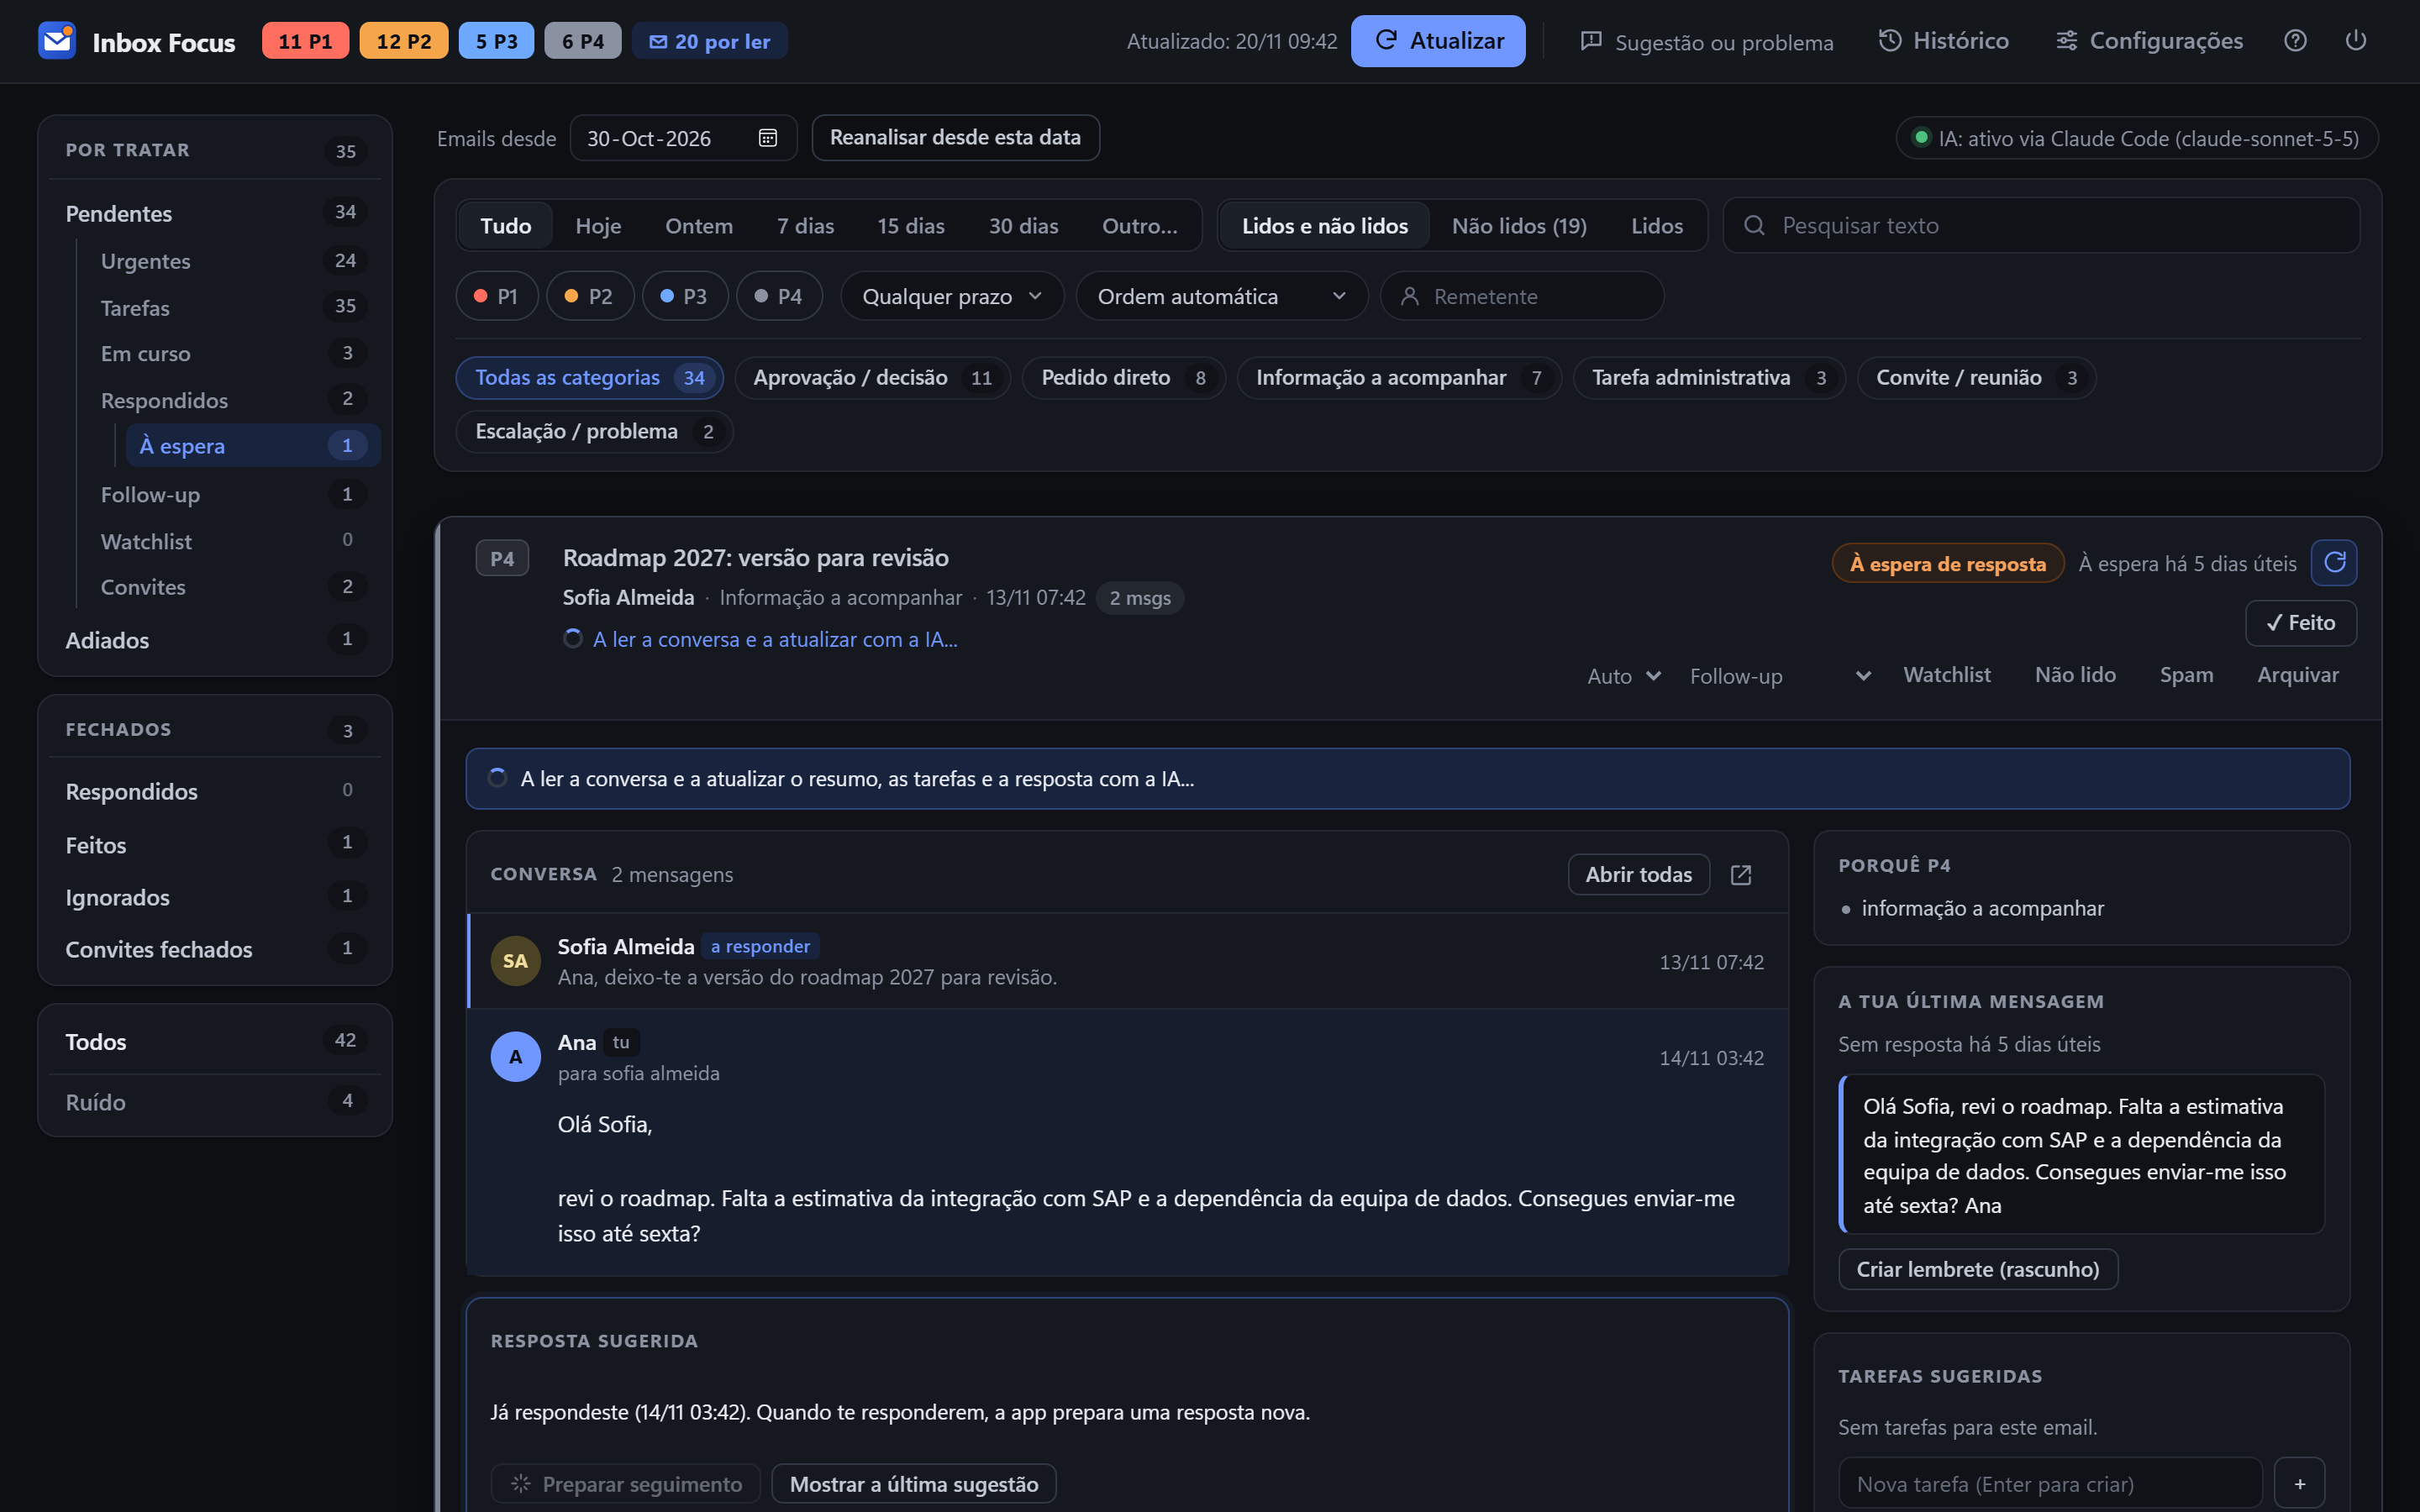 Inbox Focus
11 P1
12 P2
5 P3
6 P4
20 por ler
Atualizado: 20/11 09:42
Atualizar
Sugestão ou problema
Histórico
Configurações
POR TRATAR 35
Pendentes 34
Urgentes 24
Tarefas 35
Em curso 3
Respondidos 2
À espera 1
Follow-up 1
Watchlist 0
Convites 2
Adiados 1
FECHADOS 3
Respondidos 0
Feitos 1
Ignorados 1
Convites fechados 1
Todos 42
Ruído 4
Emails desde
30-Oct-2026
Reanalisar desde esta data
IA: ativo via Claude Code (claude-sonnet-5-5)
Tudo
Hoje
Ontem
7 dias
15 dias
30 dias
Outro...
Lidos e não lidos
Não lidos (19)
Lidos
Pesquisar texto
P1
P2
P3
P4
Qualquer prazo
Ordem automática
Remetente
Todas as categorias 34
Aprovação / decisão 11
Pedido direto 8
Informação a acompanhar 7
Tarefa administrativa 3
Convite / reunião 3
Escalação / problema 2
P4
Roadmap 2027: versão para revisão
Sofia Almeida · Informação a acompanhar · 13/11 07:42 2 msgs
A ler a conversa e a atualizar com a IA...
À espera de resposta
À espera há 5 dias úteis
✓ Feito
Auto
Follow-up
Watchlist
Não lido
Spam
Arquivar
A ler a conversa e a atualizar o resumo, as tarefas e a resposta com a IA...
CONVERSA 2 mensagens
Abrir todas
SA
Sofia Almeida a responder
Ana, deixo-te a versão do roadmap 2027 para revisão.
13/11 07:42
A
Ana tu
para sofia almeida
14/11 03:42
Olá Sofia,
revi o roadmap. Falta a estimativa da integração com SAP e a dependência da equipa de dados. Consegues enviar-me
isso até sexta?
RESPOSTA SUGERIDA
Já respondeste (14/11 03:42). Quando te responderem, a app prepara uma resposta nova.
Preparar seguimento
Mostrar a última sugestão
PORQUÊ P4
informação a acompanhar
A TUA ÚLTIMA MENSAGEM
Sem resposta há 5 dias úteis
Olá Sofia, revi o roadmap. Falta a estimativa
da integração com SAP e a dependência da
equipa de dados. Consegues enviar-me isso
até sexta? Ana
Criar lembrete (rascunho)
TAREFAS SUGERIDAS
Sem tarefas para este email.
Nova tarefa (Enter para criar)
+